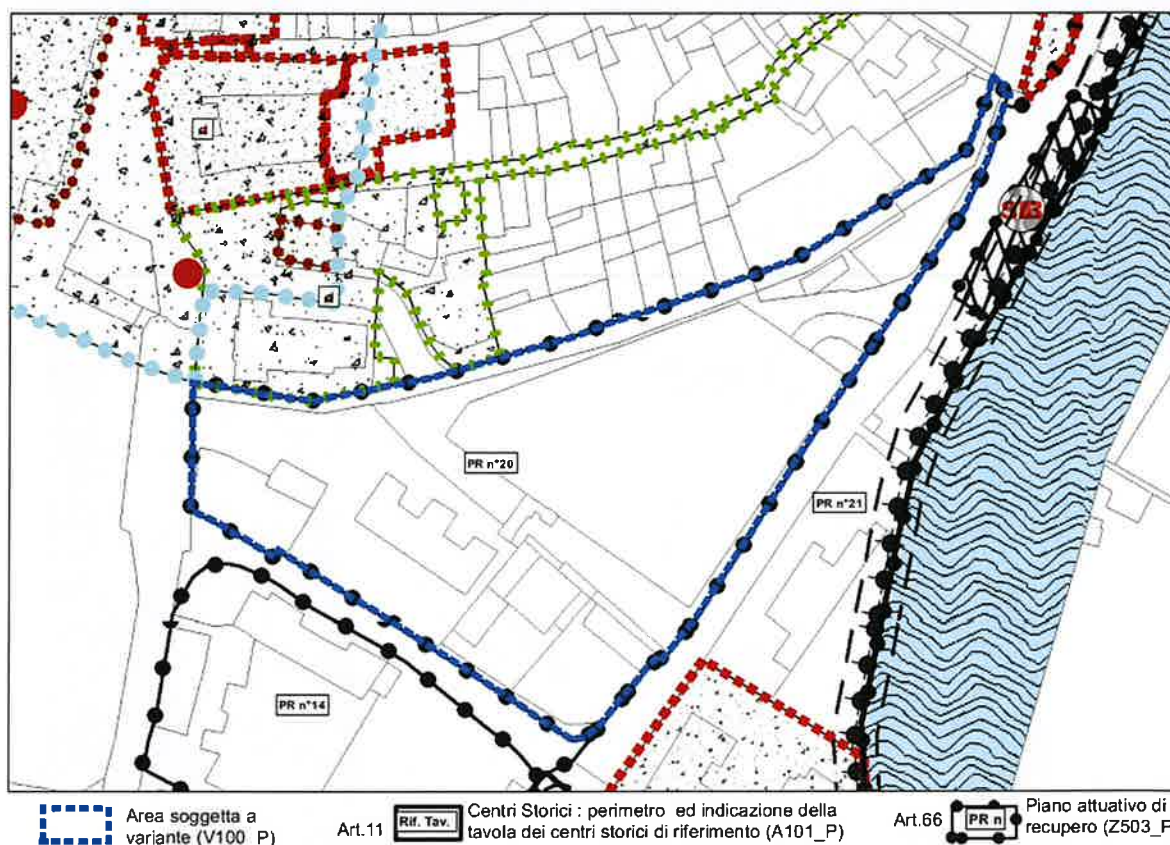 PR n°20
PR n°21
PR n°14
Area soggetta a
variante (V100_P)
Art.11
Rif. Tav.
Centri Storici : perimetro ed indicazione della
tavola dei centri storici di riferimento (A101_P)
Art.66
PR n
Piano attuativo di
recupero (Z503_P